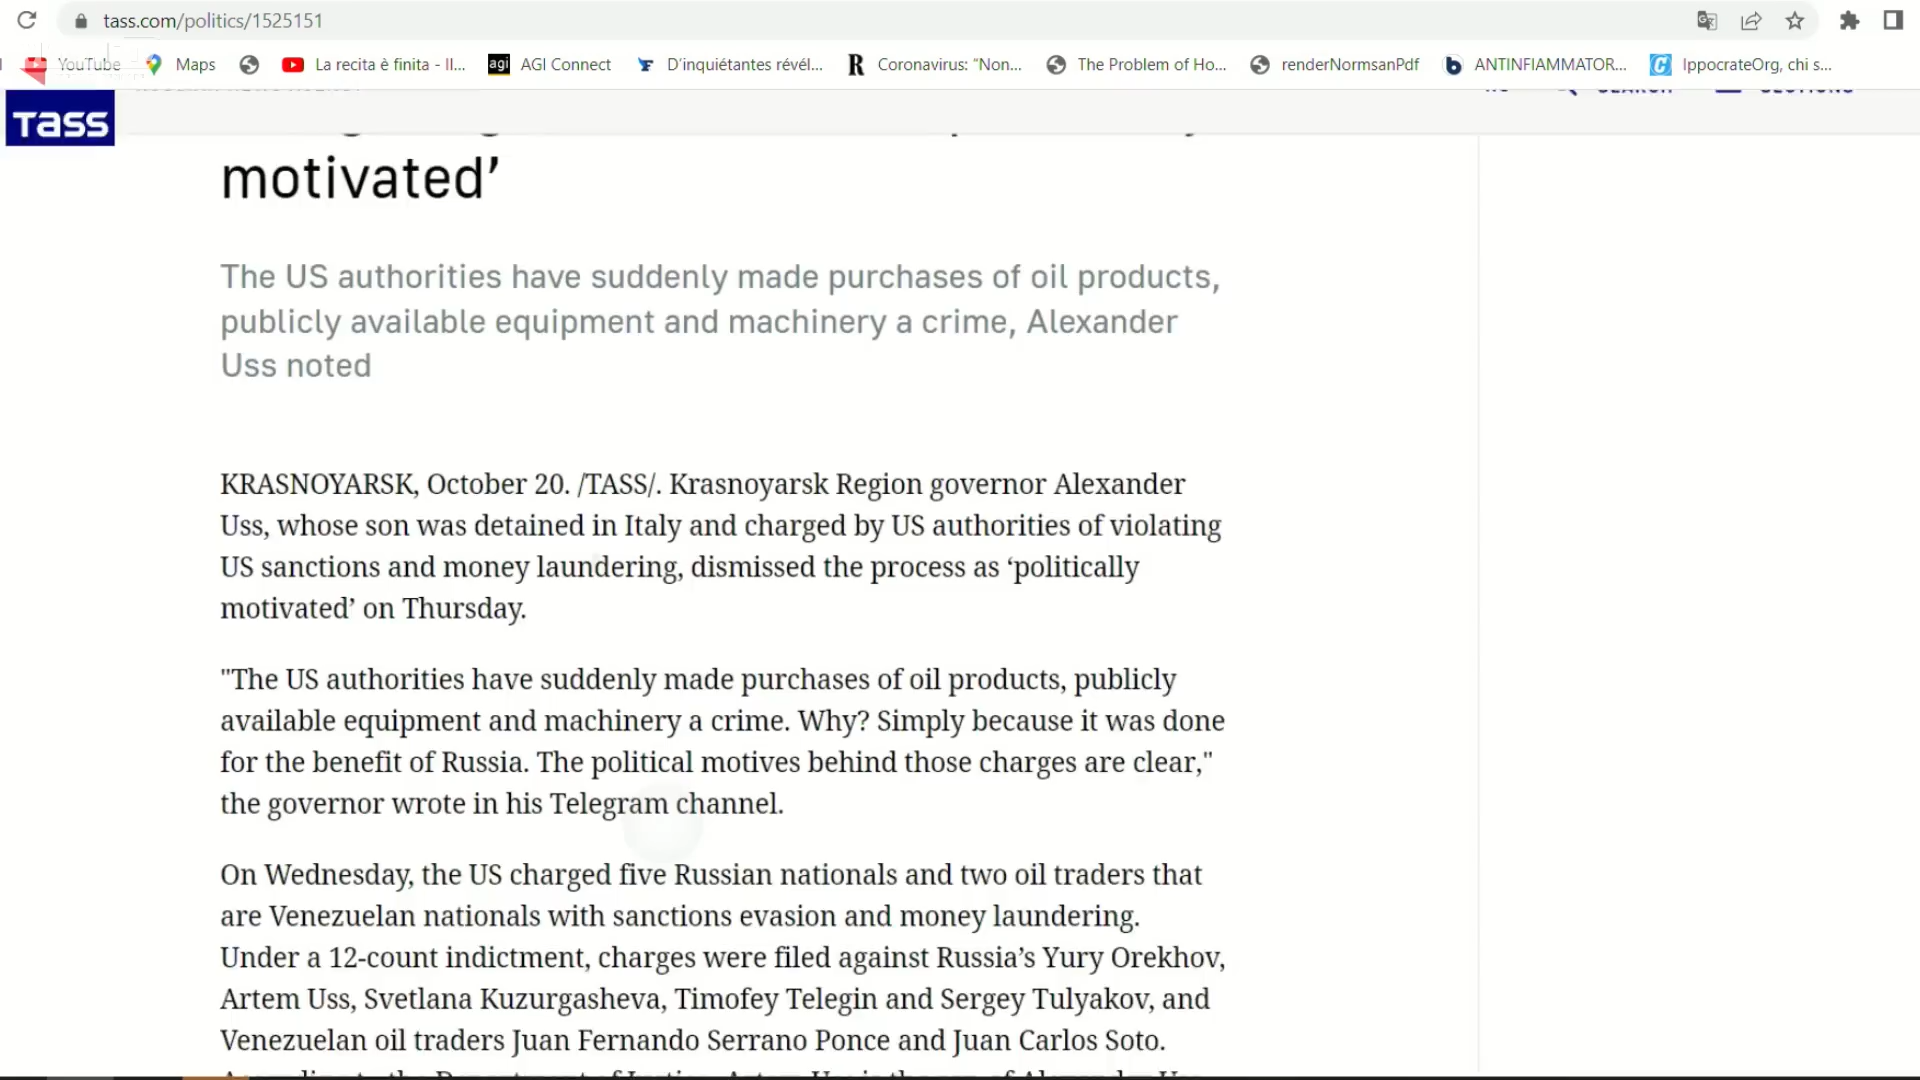 tass.com/politics/1525151
YouTube Maps La recita è finita - Il... AGI Connect D'inquiétantes révél... Coronavirus: "Non... The Problem of Ho... renderNormsanPdf ANTINFIAMMATOR... IppocrateOrg, chi s...
agi
SEARCH SECTIONS
TASS
motivated’
The US authorities have suddenly made purchases of oil products,
publicly available equipment and machinery a crime, Alexander
Uss noted
KRASNOYARSK, October 20. /TASS/. Krasnoyarsk Region governor Alexander
Uss, whose son was detained in Italy and charged by US authorities of violating
US sanctions and money laundering, dismissed the process as ‘politically
motivated’ on Thursday.
"The US authorities have suddenly made purchases of oil products, publicly
available equipment and machinery a crime. Why? Simply because it was done
for the benefit of Russia. The political motives behind those charges are clear,"
the governor wrote in his Telegram channel.
On Wednesday, the US charged five Russian nationals and two oil traders that
are Venezuelan nationals with sanctions evasion and money laundering.
Under a 12-count indictment, charges were filed against Russia’s Yury Orekhov,
Artem Uss, Svetlana Kuzurgasheva, Timofey Telegin and Sergey Tulyakov, and
Venezuelan oil traders Juan Fernando Serrano Ponce and Juan Carlos Soto.